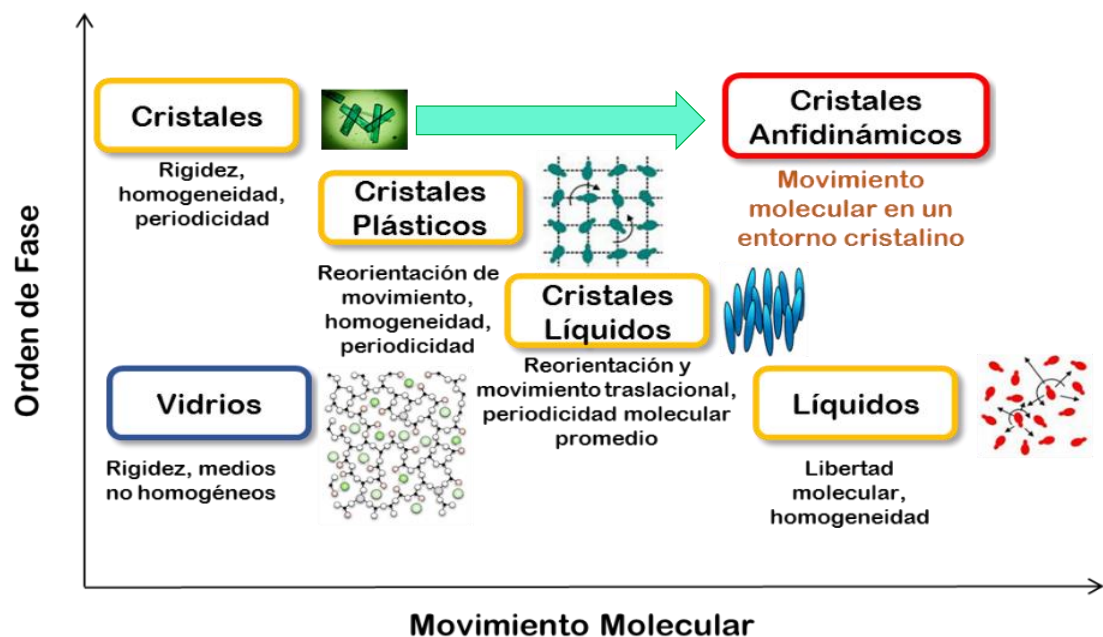 Orden de Fase
Cristales
Rigidez,
homogeneidad,
periodicidad
Cristales
Plásticos
Reorientación de
movimiento,
homogeneidad,
periodicidad
Cristales
Líquidos
Reorientación y
movimiento traslacional,
periodicidad molecular
promedio
Cristales
Anfidinámicos
Movimiento
molecular en un
entorno cristalino
Vidrios
Rigidez, medios
no homogéneos
Líquidos
Libertad
molecular,
homogeneidad
Movimiento Molecular